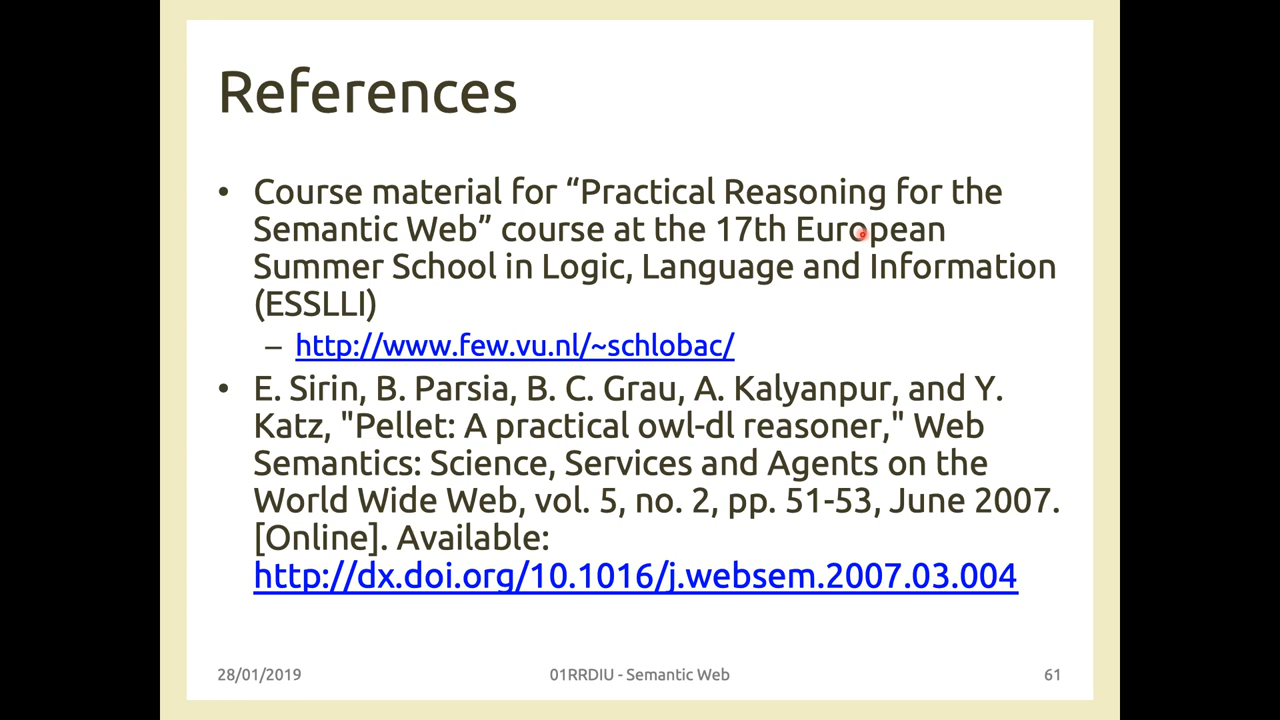 References
• Course material for “Practical Reasoning for the
Semantic Web” course at the 17th European
Summer School in Logic, Language and Information
(ESSLLI)
– http://www.few.vu.nl/~schlobac/
• E. Sirin, B. Parsia, B. C. Grau, A. Kalyanpur, and Y.
Katz, "Pellet: A practical owl-dl reasoner," Web
Semantics: Science, Services and Agents on the
World Wide Web, vol. 5, no. 2, pp. 51-53, June 2007.
[Online]. Available:
http://dx.doi.org/10.1016/j.websem.2007.03.004
28/01/2019 01RRDIU - Semantic Web 61